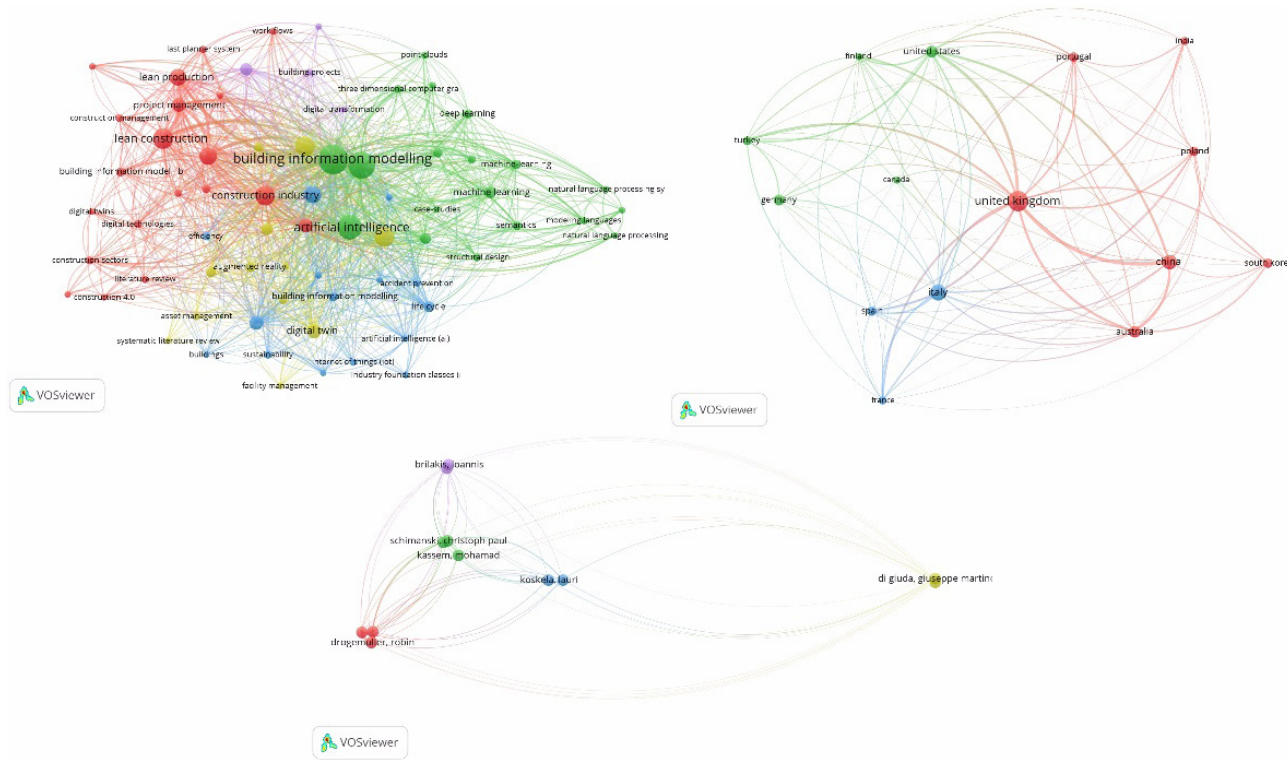 work flows
last planner system
point clouds
lean production
building projects
three dimensional computer gra
project management
digital transformation
deep learning
construction management
lean construction
building information modelling
machine-learning
building information model - b
construction industry
machine learning
natural language processing sy
digital twins
case-studies
digital technologies
artificial intelligence
semantics
modeling languages
efficiency
natural language processing
construction sectors
structural design
augmented reality
literature review
accident prevention
construction 4.0
building information modelling
life cycle
asset management
digital twin
artificial intelligence (ai)
systematic literature review
buildings
sustainability
internet of things (iot)
industry foundation classes (i
facility management
VOSviewer
india
united states
finland
portugal
turkey
poland
canada
germany
united kingdom
china
south kore
italy
spain
australia
france
VOSviewer
brilakis, ioannis
schimanski, christoph paul
kassem, mohamad
koskela, lauri
di giuda, giuseppe martino
drogemuller, robin
VOSviewer